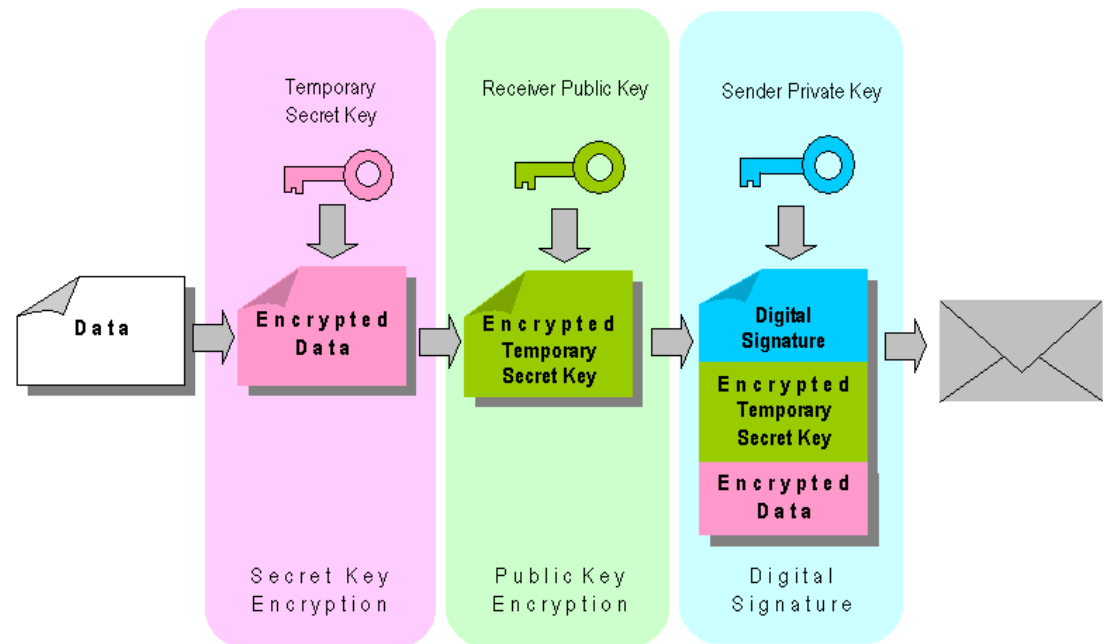 Temporary
Secret Key
Receiver Public Key
Sender Private Key
Data
Encrypted
Data
Encrypted
Temporary
Secret Key
Digital
Signature
Encrypted
Temporary
Secret Key
Encrypted
Data
Secret Key
Encryption
Public Key
Encryption
Digital
Signature